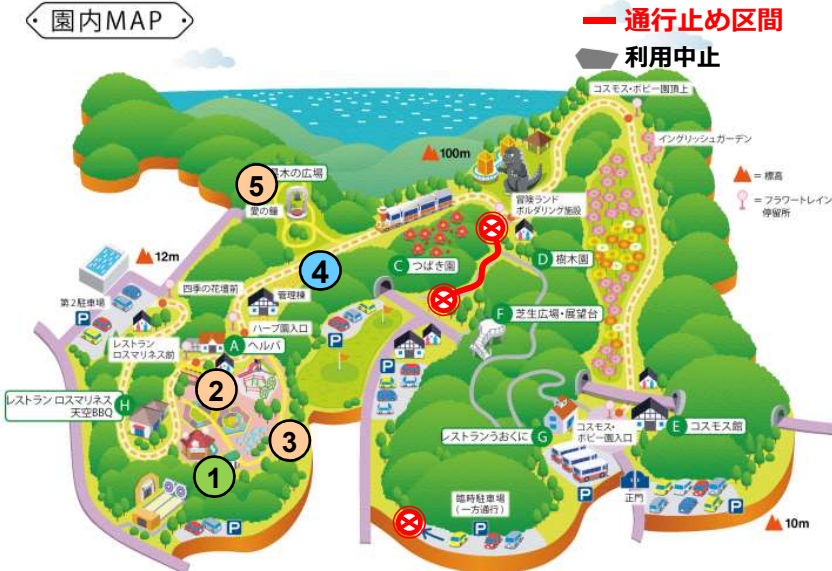 園内MAP
通行止め区間
利用中止
コスモス・ポピー園頂上
イングリッシュガーデン
100m
= 標高
= フラワートレイン
停留所
5
木の広場
愛の鐘
冒険ランド
ボルダリング施設
12m
4
C つばき園
D 樹木園
四季の花壇前
管理棟
第2駐車場
P
P
F 芝生広場・展望台
ハーブ園入口
レストラン
ロスマリネス前
A ヘルバ
P
2
レストラン ロスマリネス
天空BBQ
H
3
コスモス・
ポピー園入口
E コスモス館
レストランうおくに G
1
P
正門
臨時駐車場
(一方通行)
P
P
P
10m